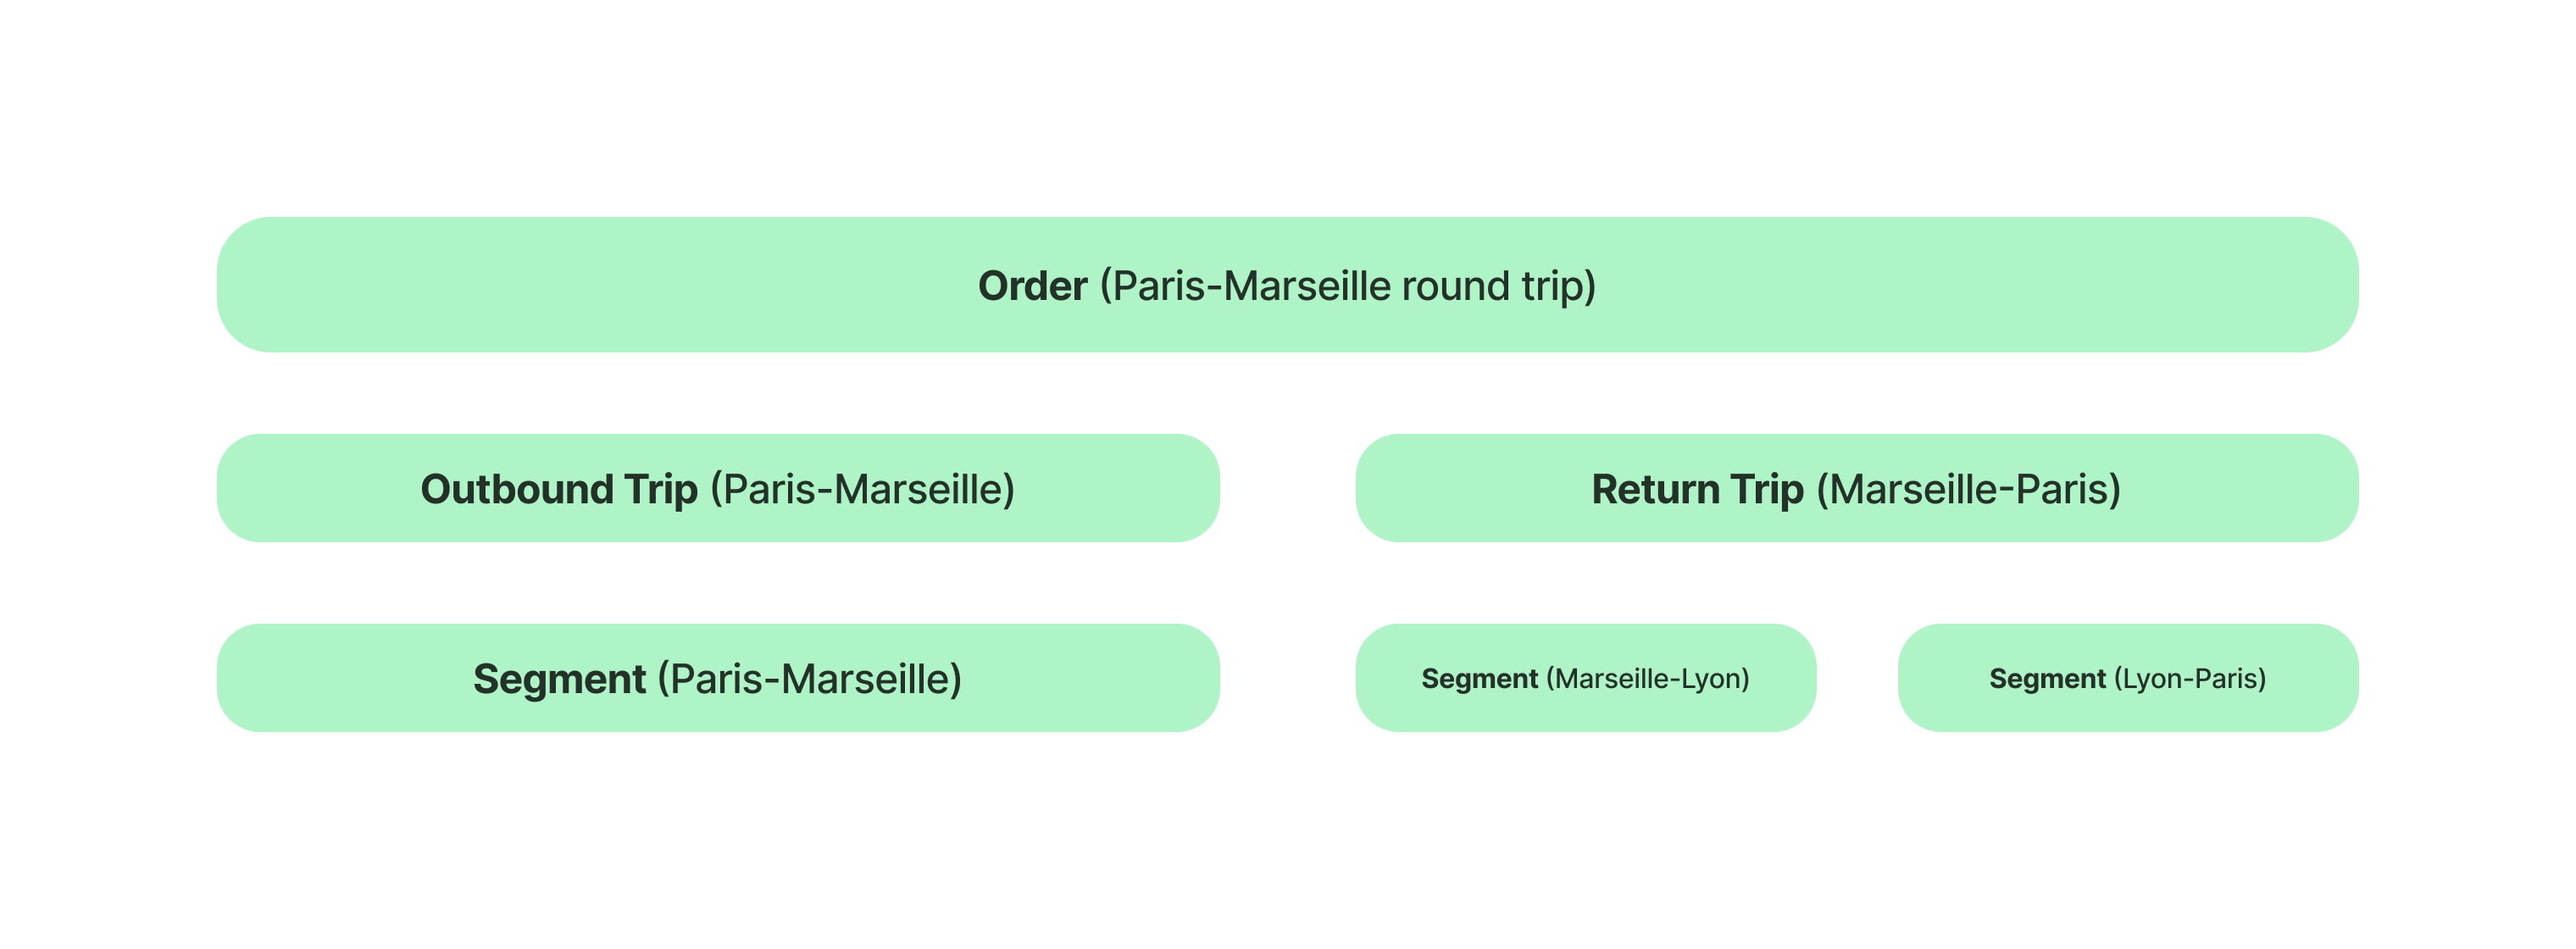 Order (Paris-Marseille round trip)
Outbound Trip (Paris-Marseille)
Return Trip (Marseille-Paris)
Segment (Paris-Marseille)
Segment (Marseille-Lyon)
Segment (Lyon-Paris)